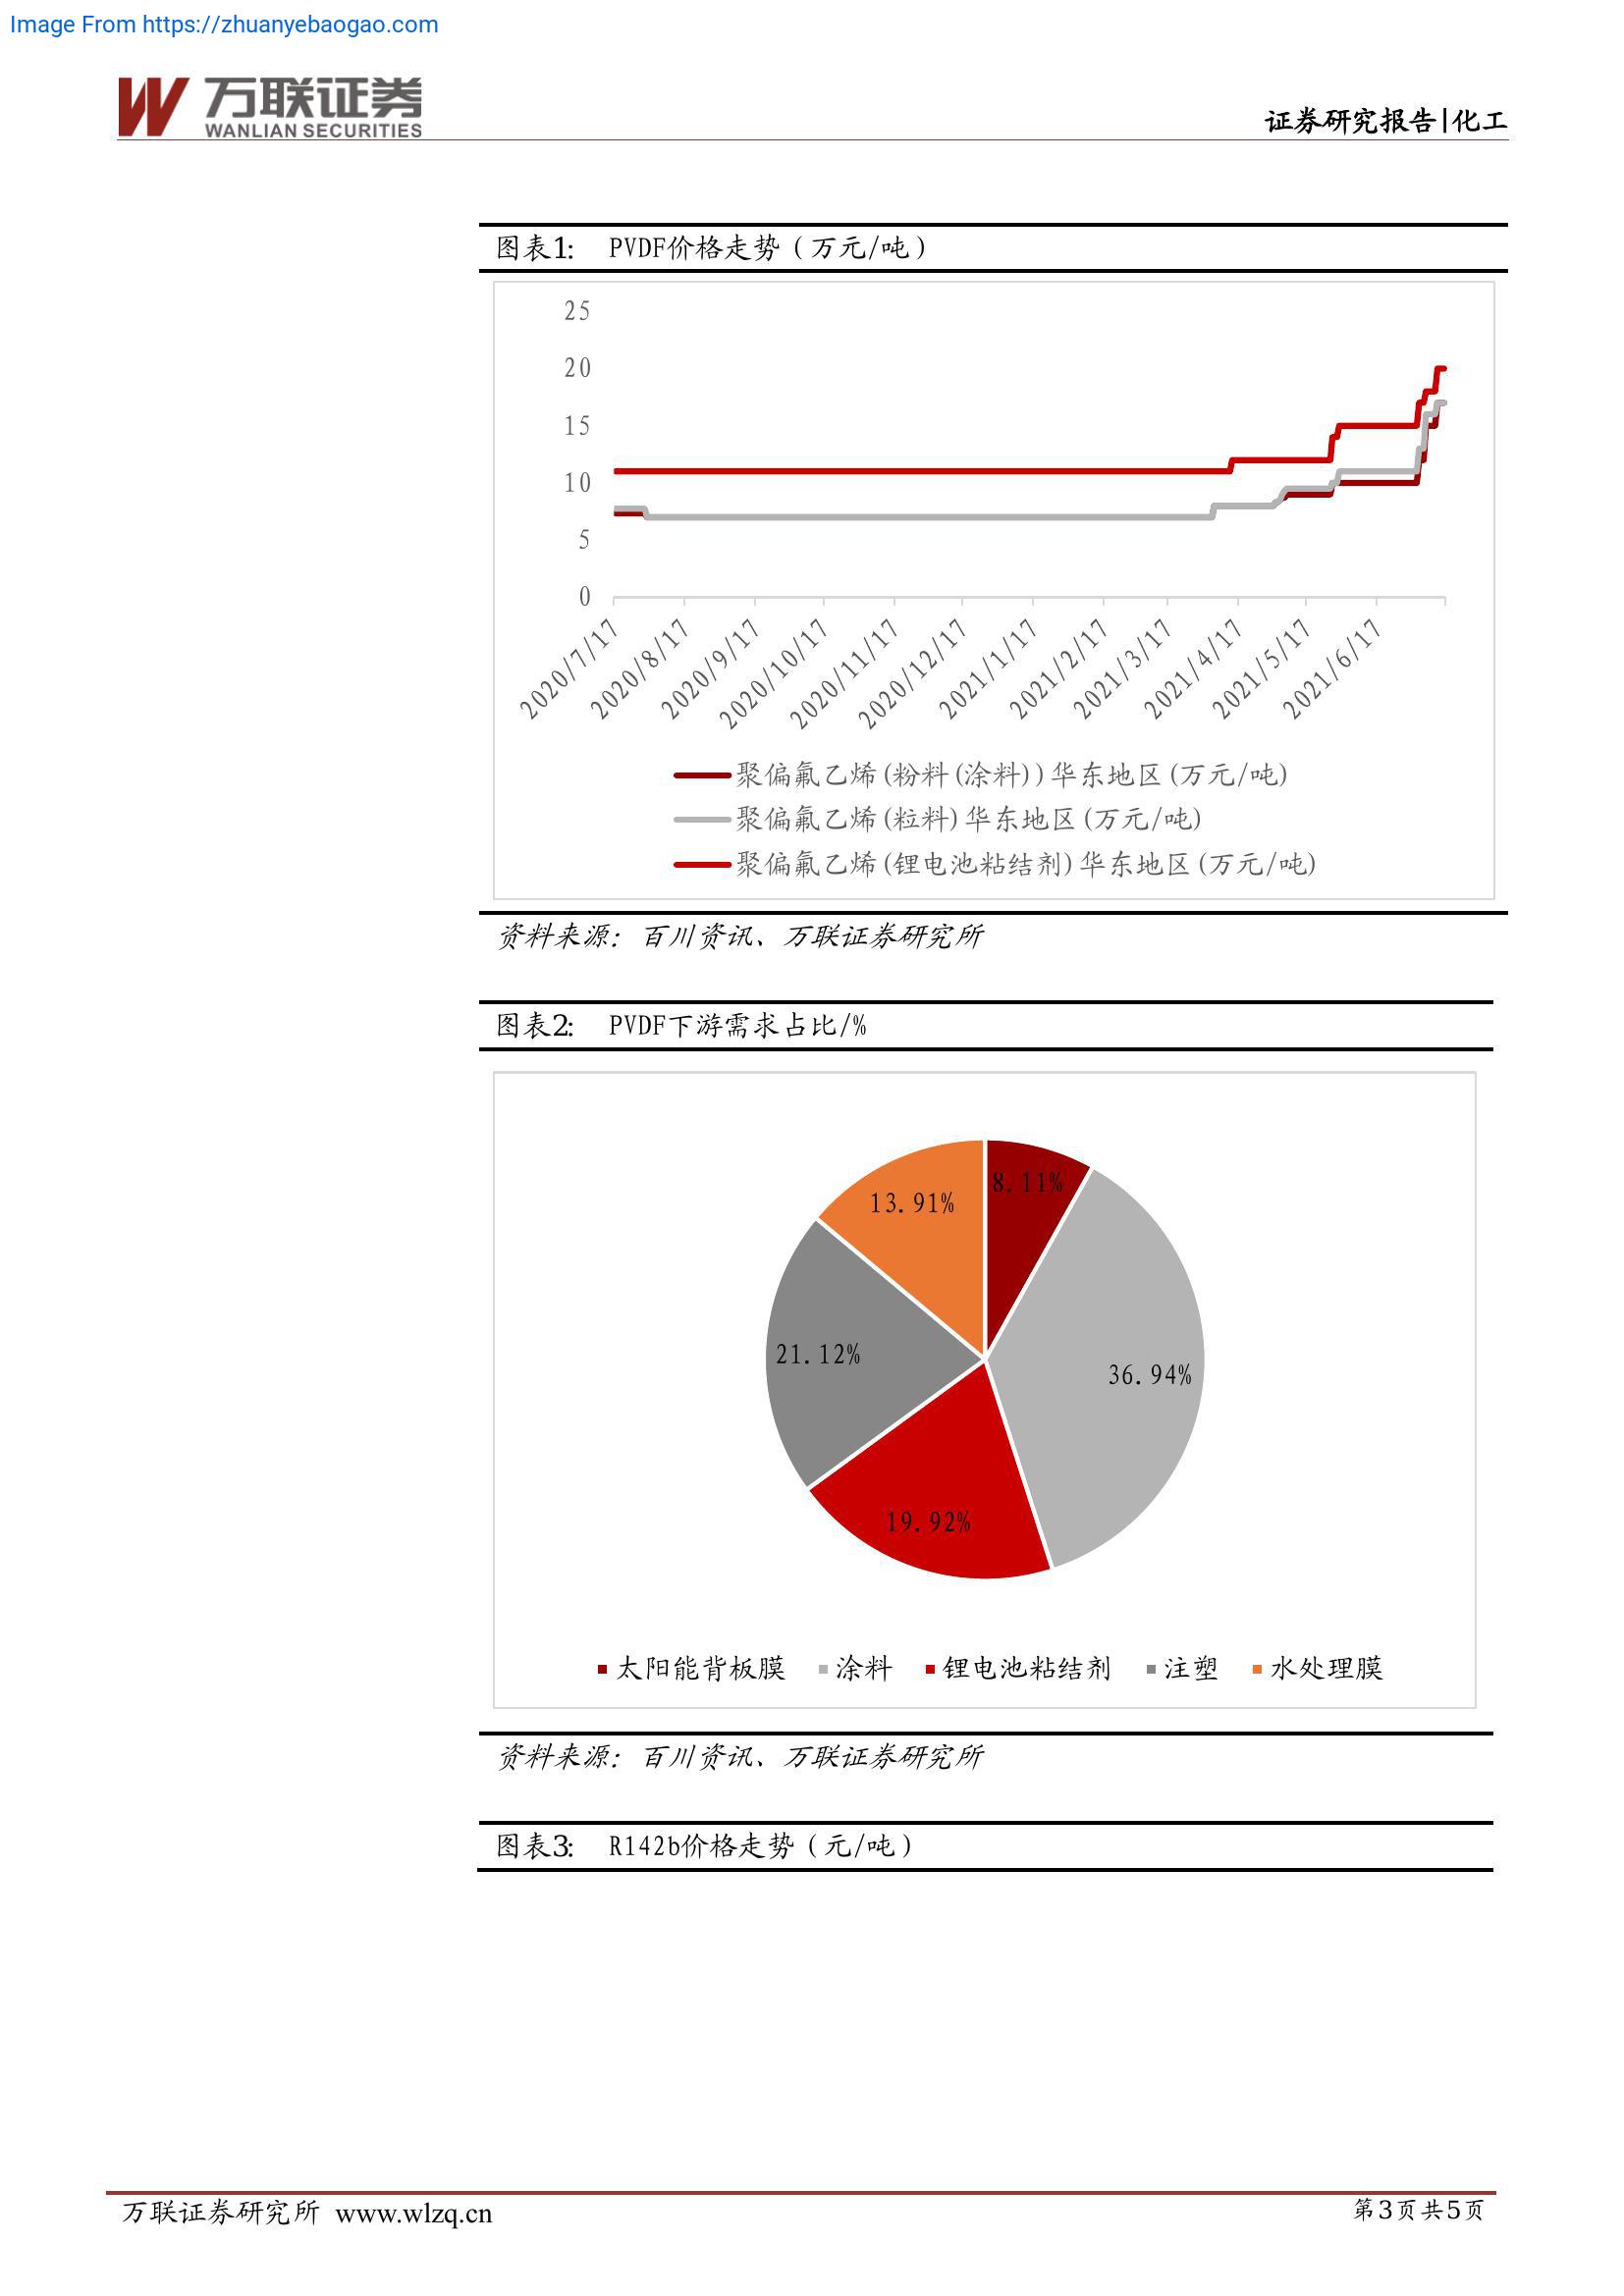 Image From https://zhuanyebaogao.com
万联证券
WANLIAN SECURITIES
证券研究报告|化工
图表1: PVDF价格走势（万元/吨）
25
20
15
10
5
0
2020/7/17
2020/8/17
2020/9/17
2020/10/17
2020/11/17
2020/12/17
2021/1/17
2021/2/17
2021/3/17
2021/4/17
2021/5/17
2021/6/17
聚偏氟乙烯(粉料(涂料))华东地区(万元/吨)
聚偏氟乙烯(粒料)华东地区(万元/吨)
聚偏氟乙烯(锂电池粘结剂)华东地区(万元/吨)
资料来源：百川资讯、万联证券研究所
图表2: PVDF下游需求占比/%
8.11%
13.91%
21.12%
36.94%
19.92%
太阳能背板膜 涂料 锂电池粘结剂 注塑 水处理膜
资料来源：百川资讯、万联证券研究所
图表3: R142b价格走势（元/吨）
万联证券研究所 www.wlzq.cn 第3页共5页